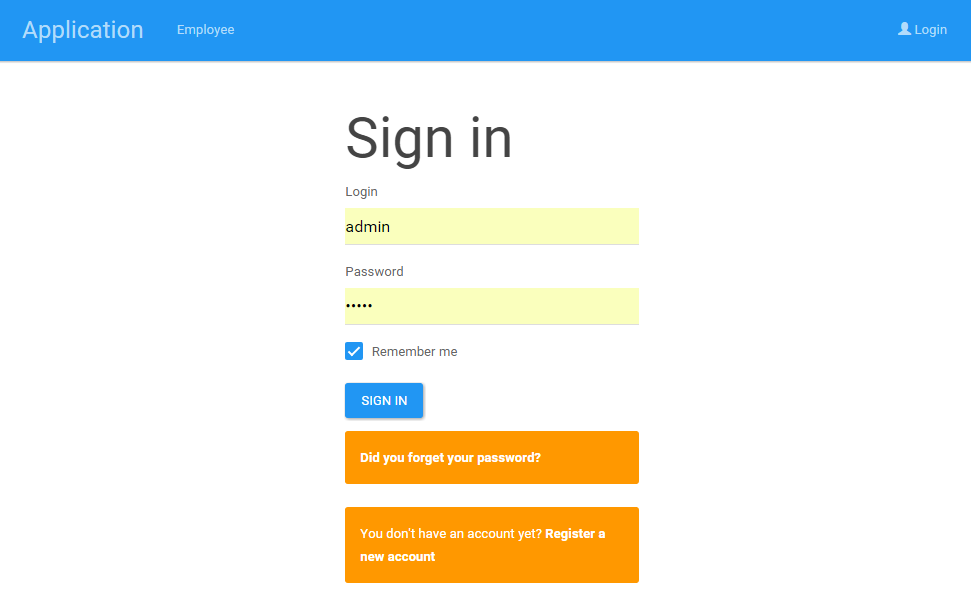 Application
Employee
Login
Sign in
Login
admin
Password
•••••
Remember me
SIGN IN
Did you forget your password?
You don't have an account yet? Register a
new account